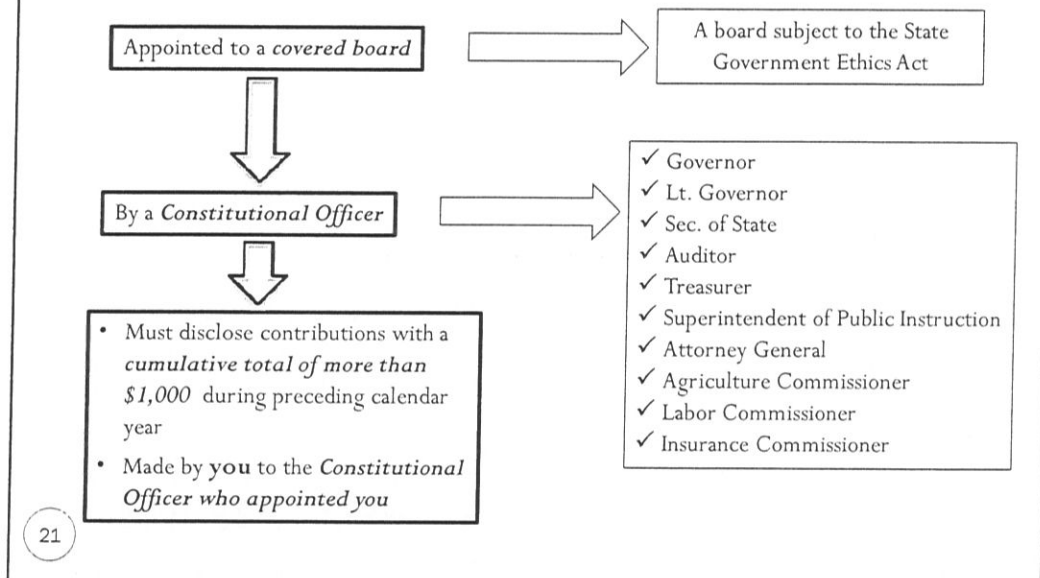 Appointed to a covered board
A board subject to the State
Government Ethics Act
By a Constitutional Officer
✓ Governor
✓ Lt. Governor
✓ Sec. of State
✓ Auditor
✓ Treasurer
✓ Superintendent of Public Instruction
✓ Attorney General
✓ Agriculture Commissioner
✓ Labor Commissioner
✓ Insurance Commissioner
• Must disclose contributions with a
cumulative total of more than
$1,000 during preceding calendar
year
• Made by you to the Constitutional
Officer who appointed you
21